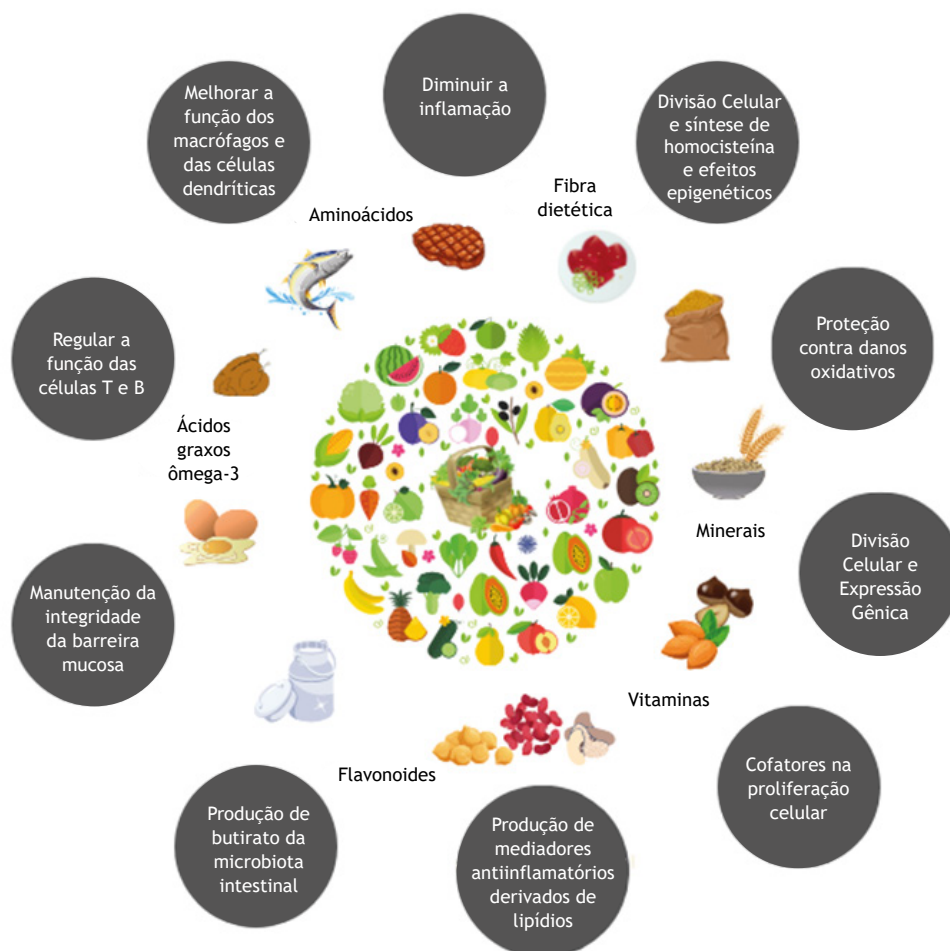 Diminuir a
inflamação
Melhorar a
função dos
macrófagos e
das células
dendríticas
Divisão Celular
e síntese de
homocisteína
e efeitos
epigenéticos
Aminoácidos
Fibra
dietética
Regular a
função das
células T e B
Proteção
contra danos
oxidativos
Ácidos
graxos
ômega-3
Minerais
Manutenção da
integridade
da barreira
mucosa
Divisão
Celular e
Expressão
Gênica
Vitaminas
Flavonoides
Cofatores na
proliferação
celular
Produção de
butirato da
microbiota
intestinal
Produção de
mediadores
antiinflamatórios
derivados de
lipídios